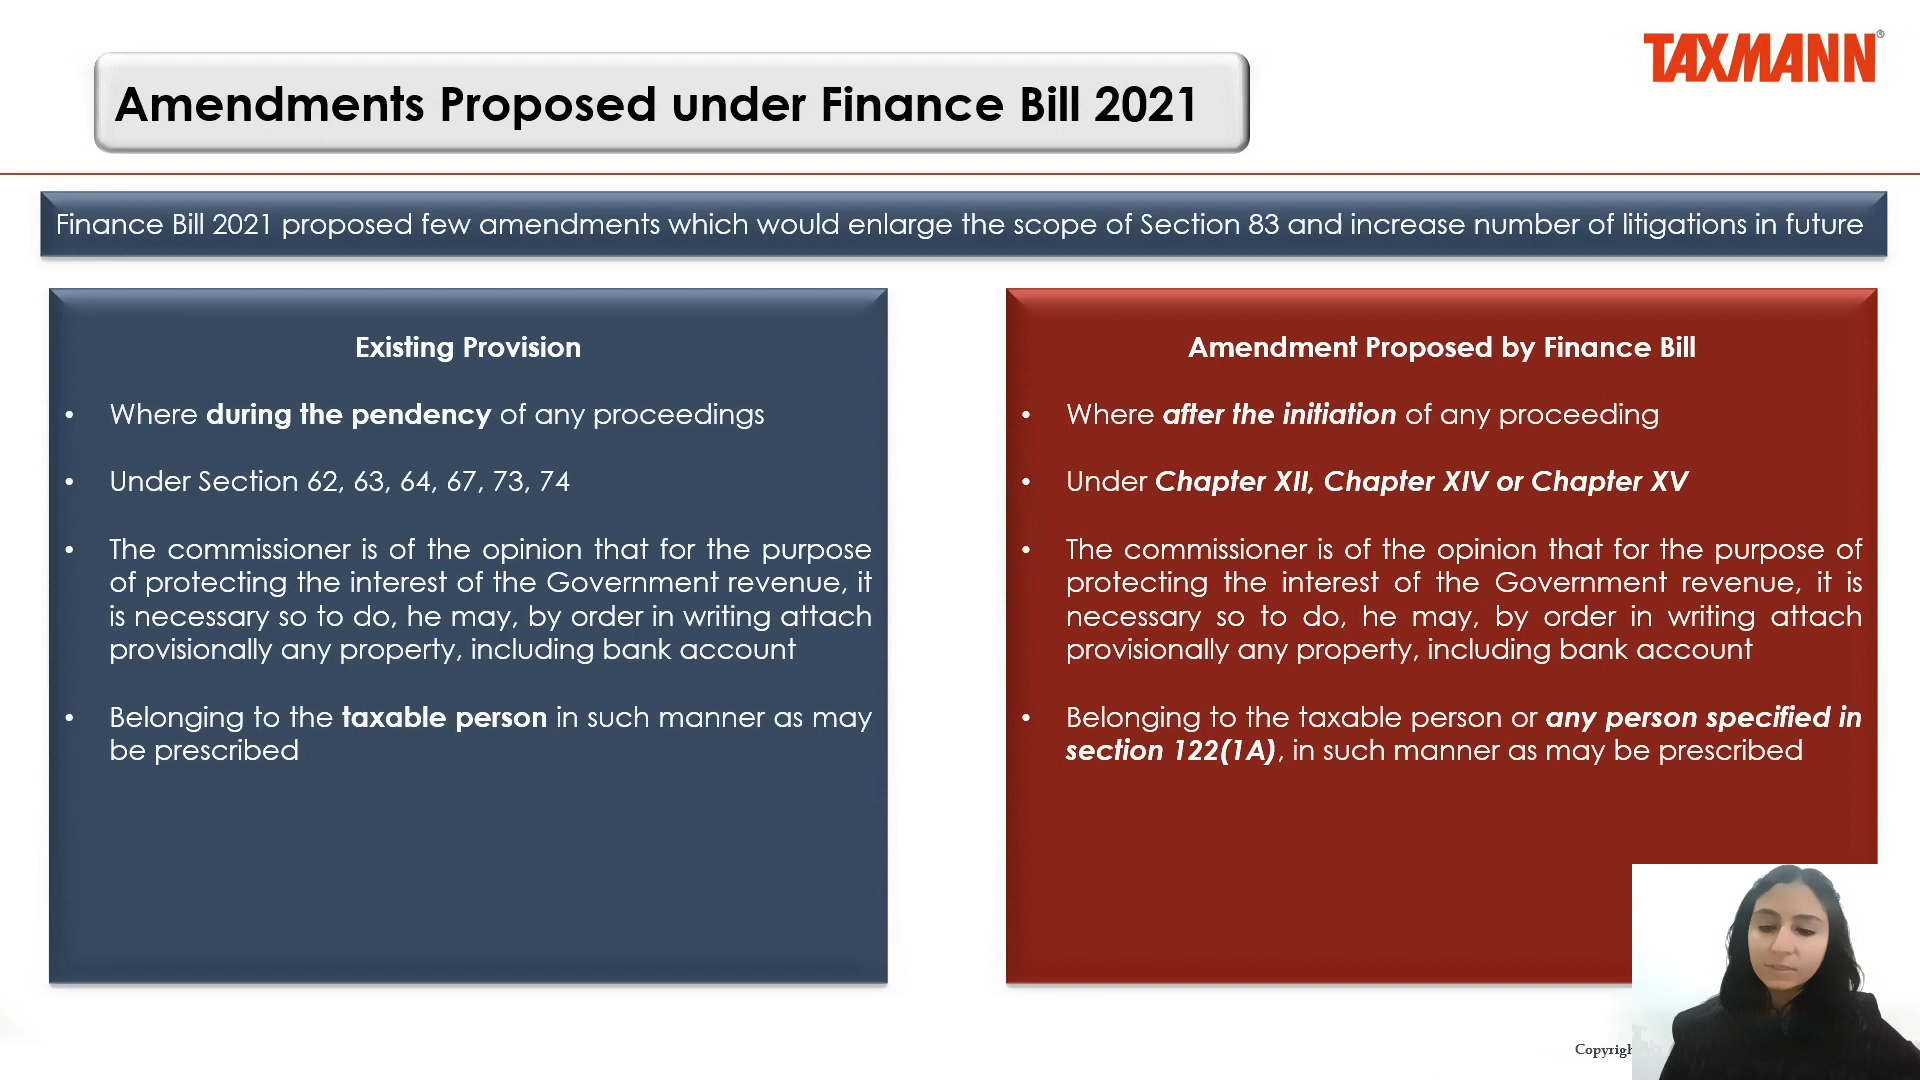 TAXMANN®
Amendments Proposed under Finance Bill 2021
Finance Bill 2021 proposed few amendments which would enlarge the scope of Section 83 and increase number of litigations in future
Existing Provision
• Where during the pendency of any proceedings
• Under Section 62, 63, 64, 67, 73, 74
• The commissioner is of the opinion that for the purpose
of protecting the interest of the Government revenue, it
is necessary so to do, he may, by order in writing attach
provisionally any property, including bank account
• Belonging to the taxable person in such manner as may
be prescribed
Amendment Proposed by Finance Bill
• Where after the initiation of any proceeding
• Under Chapter XII, Chapter XIV or Chapter XV
• The commissioner is of the opinion that for the purpose of
protecting the interest of the Government revenue, it is
necessary so to do, he may, by order in writing attach
provisionally any property, including bank account
• Belonging to the taxable person or any person specified in
section 122(1A), in such manner as may be prescribed